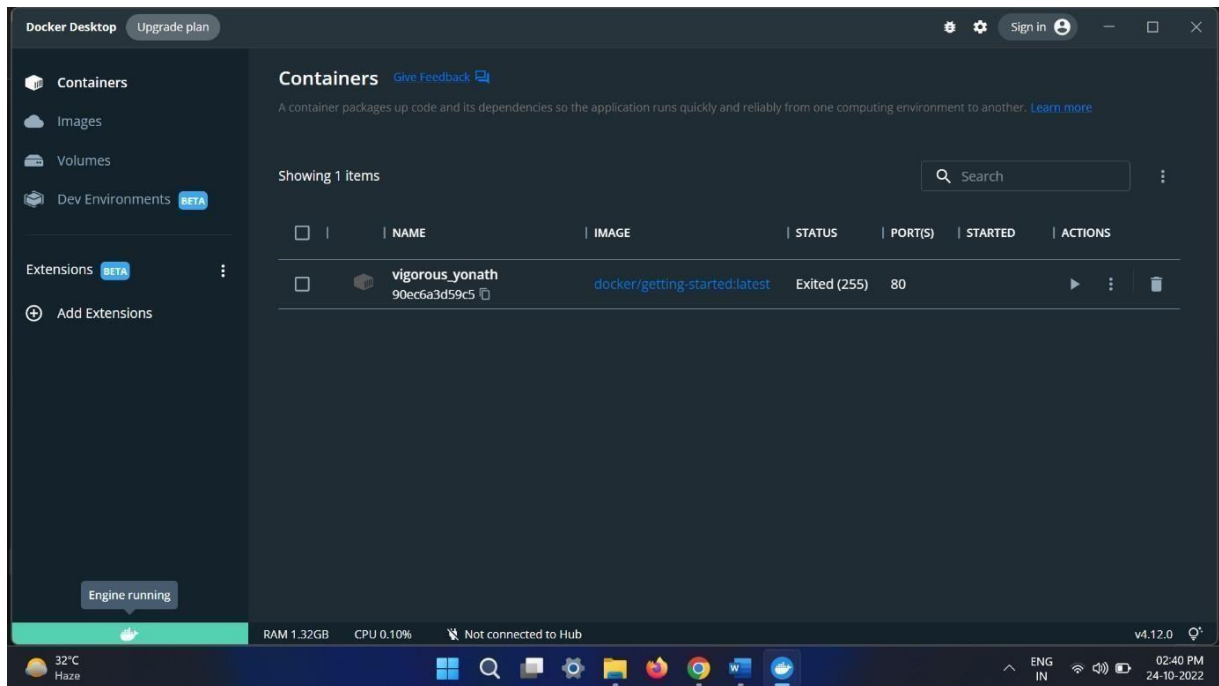 Docker Desktop Upgrade plan Sign in
Containers
Images
Volumes
Dev Environments BETA
Extensions BETA
Add Extensions
Containers Give Feedback
A container packages up code and its dependencies so the application runs quickly and reliably from one computing environment to another. Learn more
Showing 1 items Search
NAME IMAGE STATUS PORT(S) STARTED ACTIONS
vigorous_yonath docker/getting-started:latest Exited (255) 80
90ec6a3d59c5
Engine running
RAM 1.32GB CPU 0.10% Not connected to Hub v4.12.0
32°C ENG 02:40 PM
Haze IN 24-10-2022